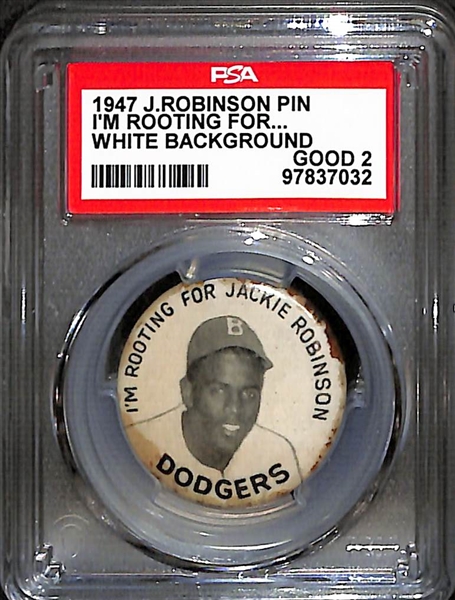 PSA
1947 J.ROBINSON PIN
I'M ROOTING FOR...
WHITE BACKGROUND
GOOD 2
97837032
I'M ROOTING FOR JACKIE ROBINSON
B
DODGERS